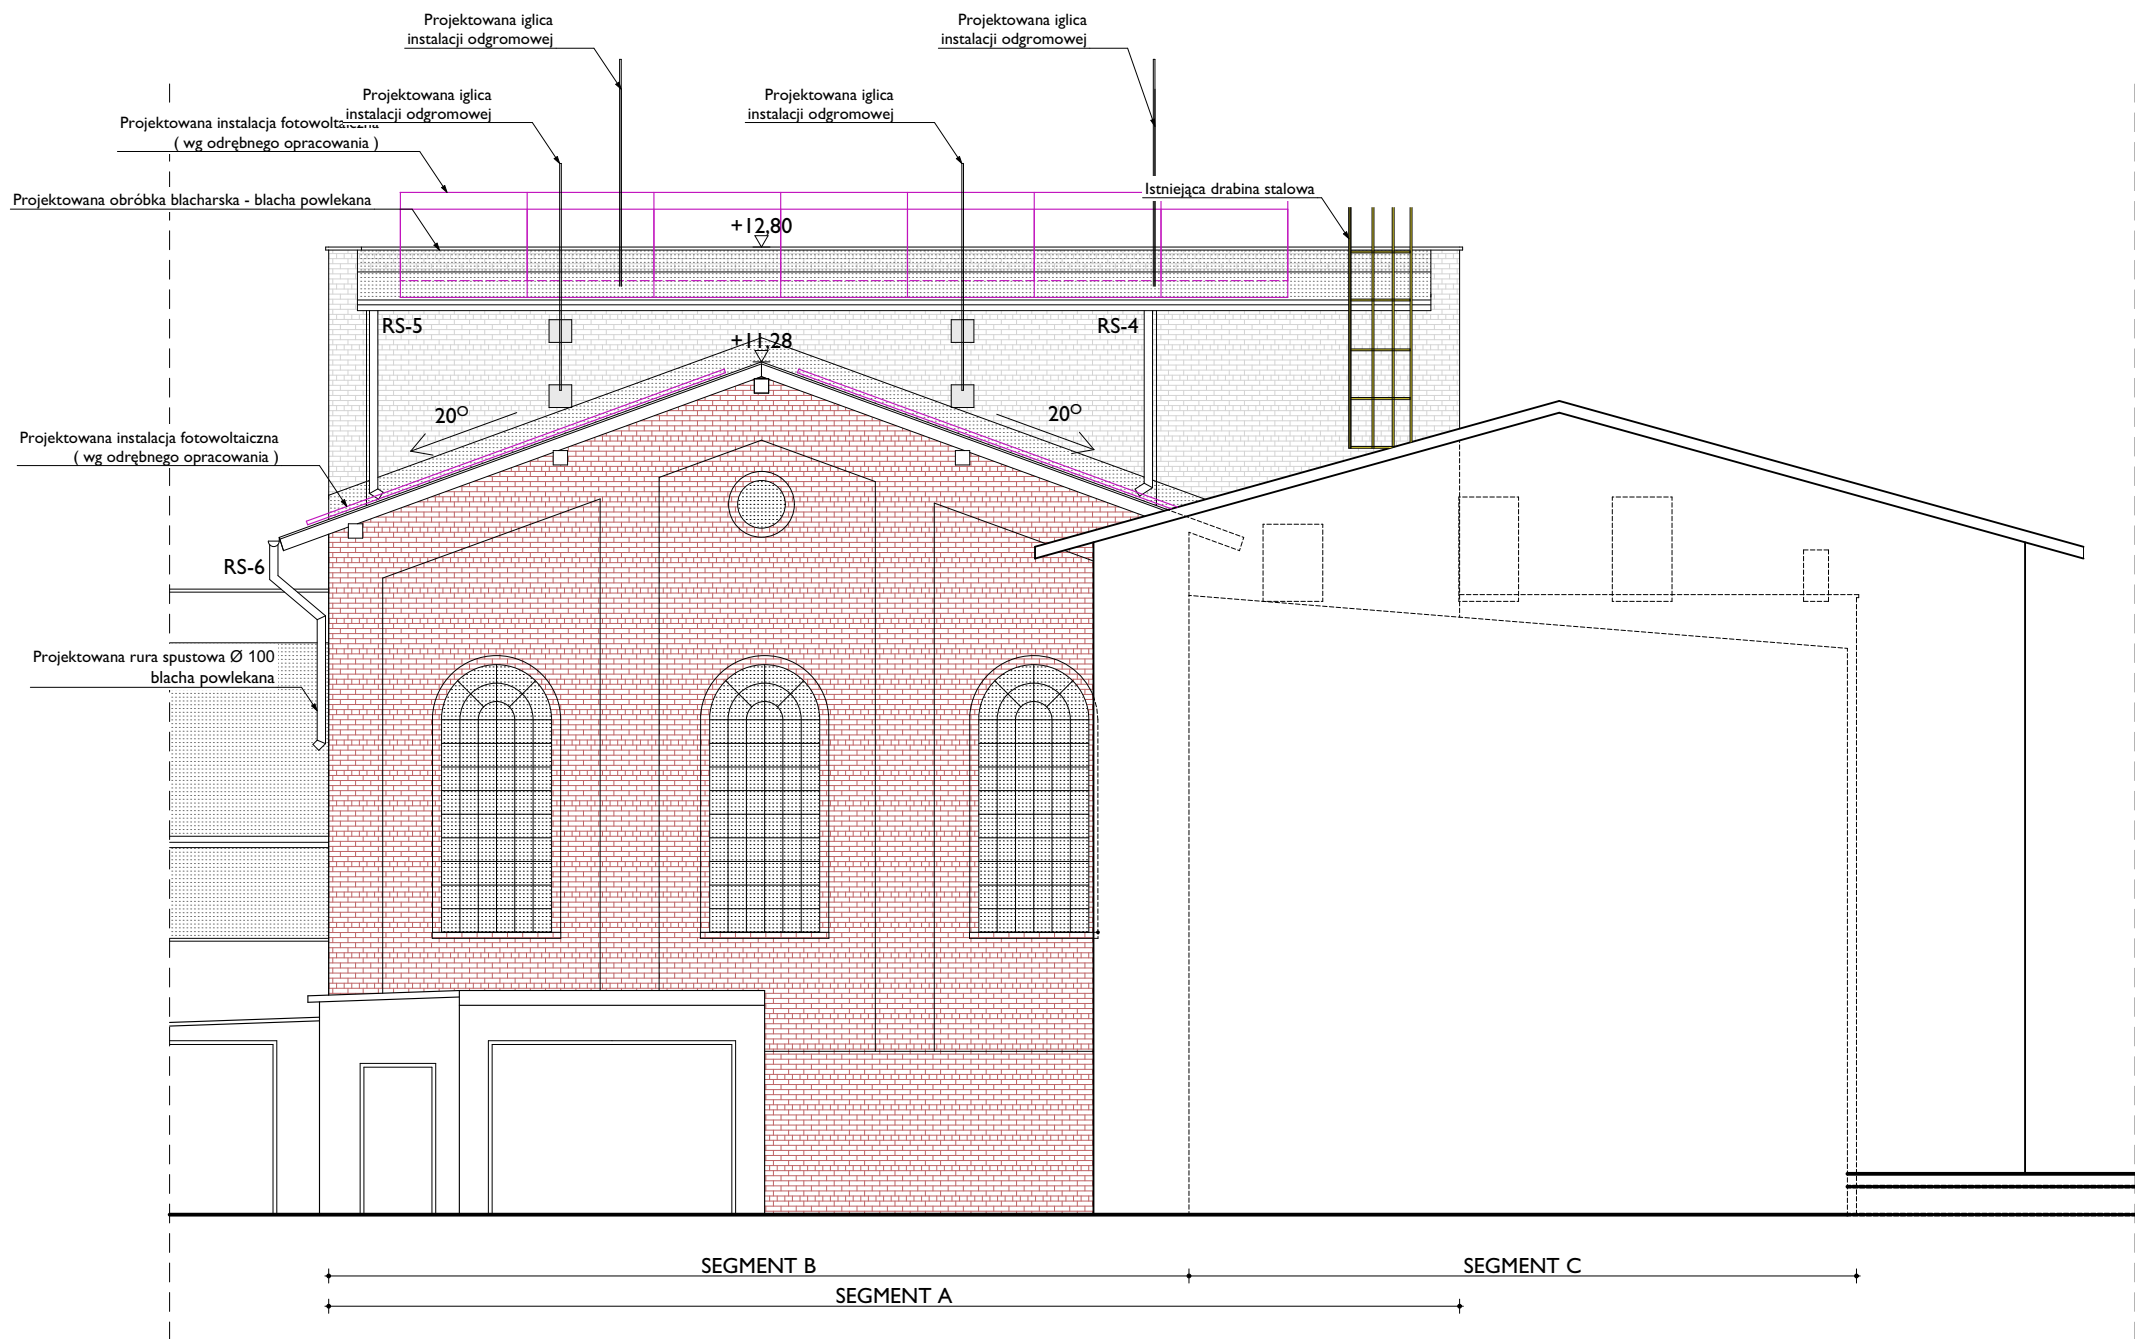 Projektowana iglica
instalacji odgromowej
Projektowana iglica
instalacji odgromowej
Projektowana iglica
instalacji odgromowej
Projektowana iglica
instalacji odgromowej
Projektowana instalacja fotowoltaiczna
( wg odrębnego opracowania )
Istniejąca drabina stalowa
Projektowana obróbka blacharska - blacha powlekana
+12,80
RS-5
RS-4
+11,28
20°
20°
Projektowana instalacja fotowoltaiczna
( wg odrębnego opracowania )
RS-6
Projektowana rura spustowa Ø 100
blacha powlekana
SEGMENT B
SEGMENT C
SEGMENT A